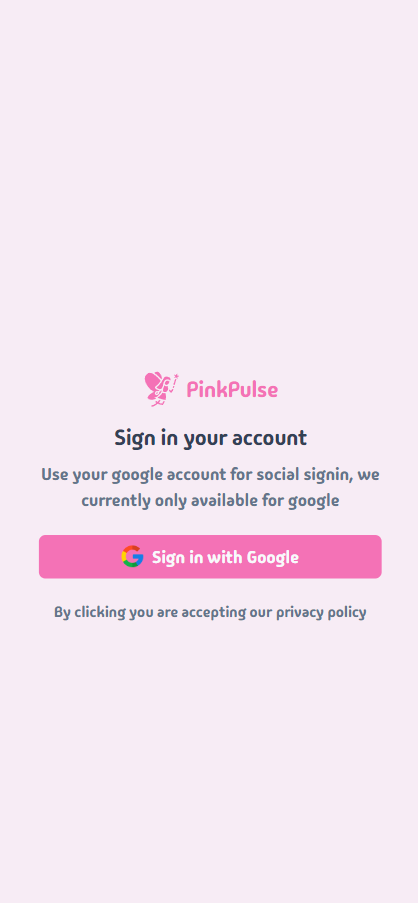 PinkPulse
Sign in your account
Use your google account for social signin, we
currently only available for google
Sign in with Google
By clicking you are accepting our privacy policy